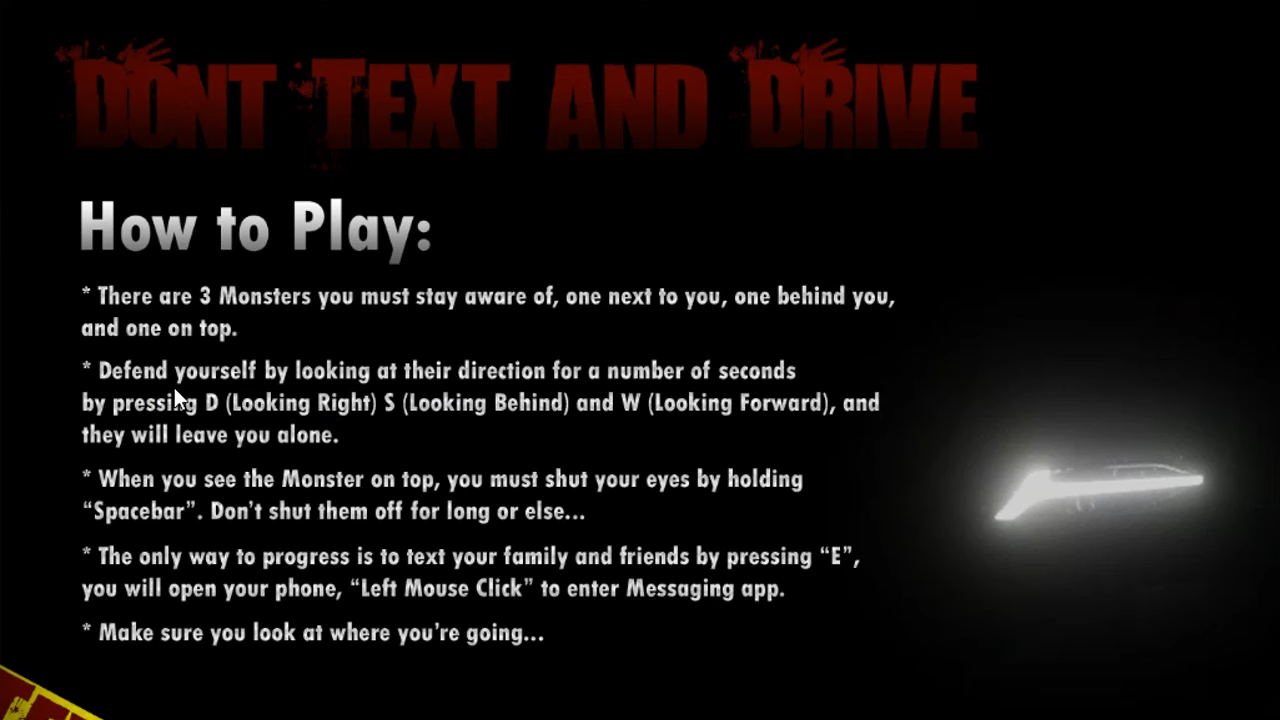 DONT TEXT AND DRIVE
How to Play:
* There are 3 Monsters you must stay aware of, one next to you, one behind you,
and one on top.
* Defend yourself by looking at their direction for a number of seconds
by pressing D (Looking Right) S (Looking Behind) and W (Looking Forward), and
they will leave you alone.
* When you see the Monster on top, you must shut your eyes by holding
“Spacebar”. Don’t shut them off for long or else...
* The only way to progress is to text your family and friends by pressing “E”,
you will open your phone, “Left Mouse Click” to enter Messaging app.
* Make sure you look at where you’re going...